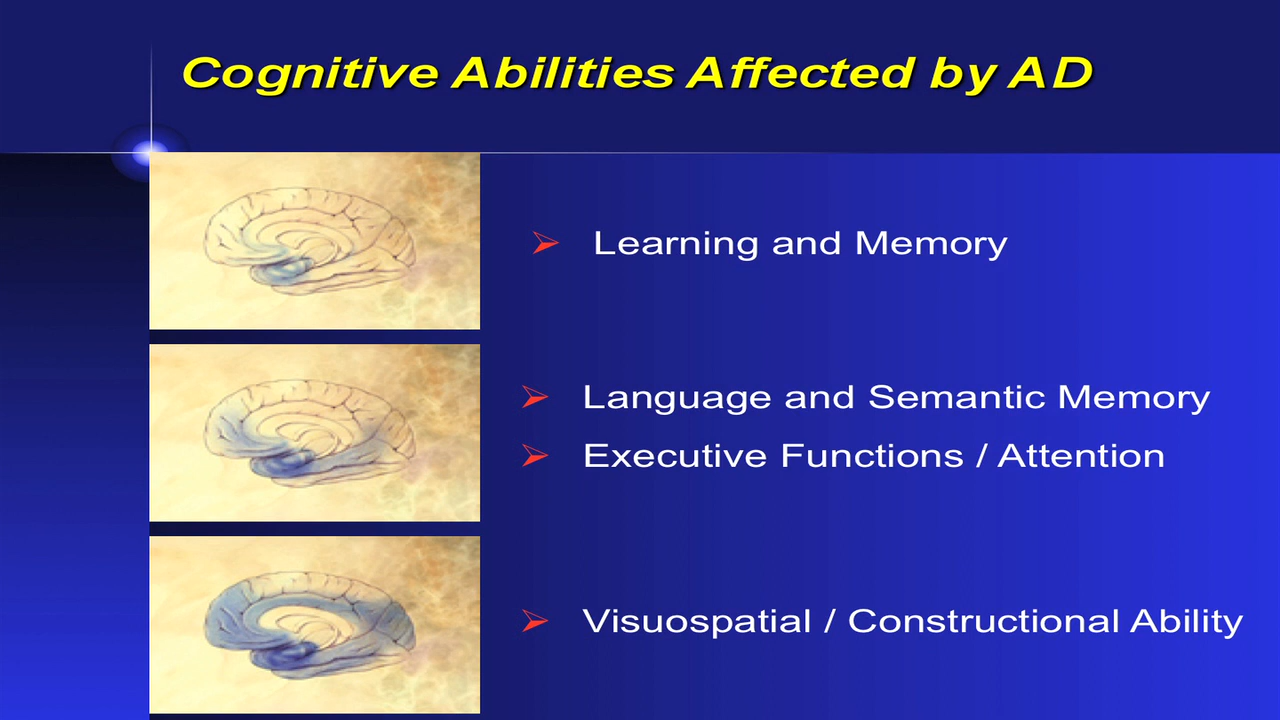 Cognitive Abilities Affected by AD
Learning and Memory
Language and Semantic Memory
Executive Functions / Attention
Visuospatial / Constructional Ability